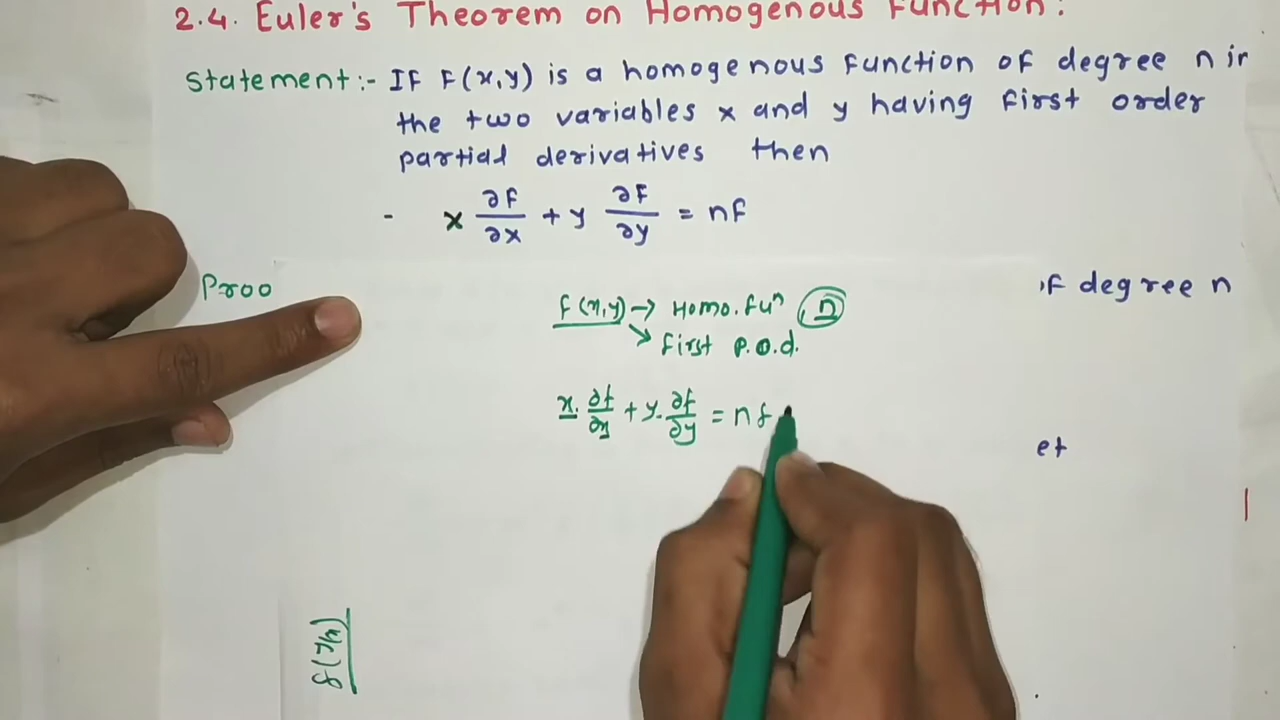 2.4. Euler's Theorem on Homogenous Function:
Statement:- If F(x,y) is a homogenous function of degree n in
the two variables x and y having first order
partial derivatives then
- x ∂F/∂x + y ∂F/∂y = nF
Proo
if degree n
f(x,y) → Homo. fuⁿ, n
↘ first p.o.d.
x. ∂f/∂x + y. ∂f/∂y = nf
et